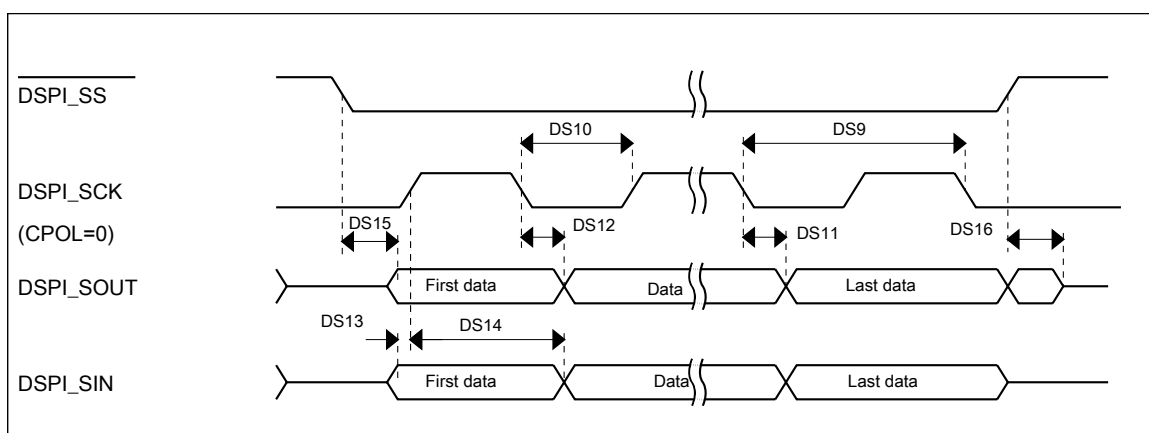 DSPI_SS
DS10
DS9
DSPI_SCK
(CPOL=0)
DS15
DS12
DS11
DS16
DSPI_SOUT
First data
Data
Last data
DS13
DS14
DSPI_SIN
First data
Data
Last data